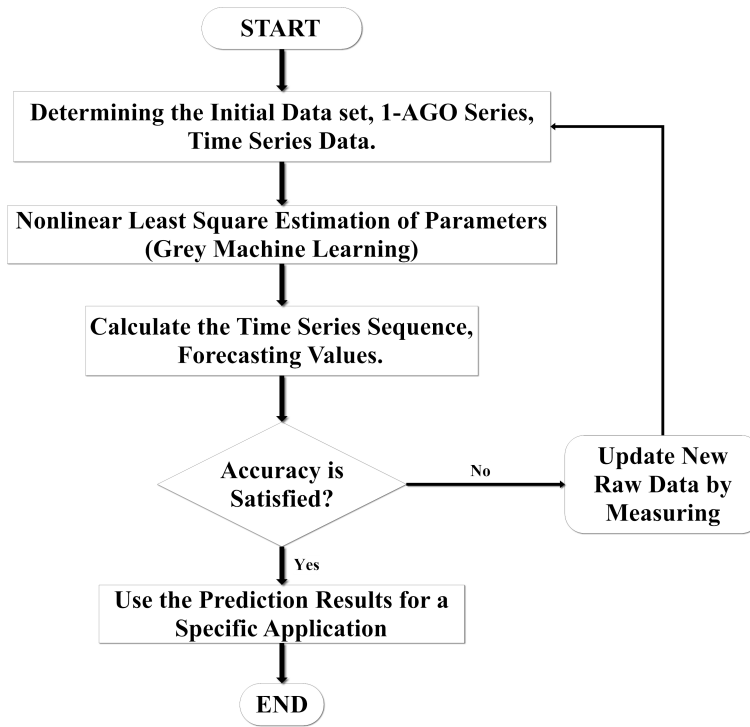 START
Determining the Initial Data set, 1-AGO Series,
Time Series Data.
Nonlinear Least Square Estimation of Parameters
(Grey Machine Learning)
Calculate the Time Series Sequence,
Forecasting Values.
Accuracy is
Satisfied?
No
Update New
Raw Data by
Measuring
Yes
Use the Prediction Results for a
Specific Application
END